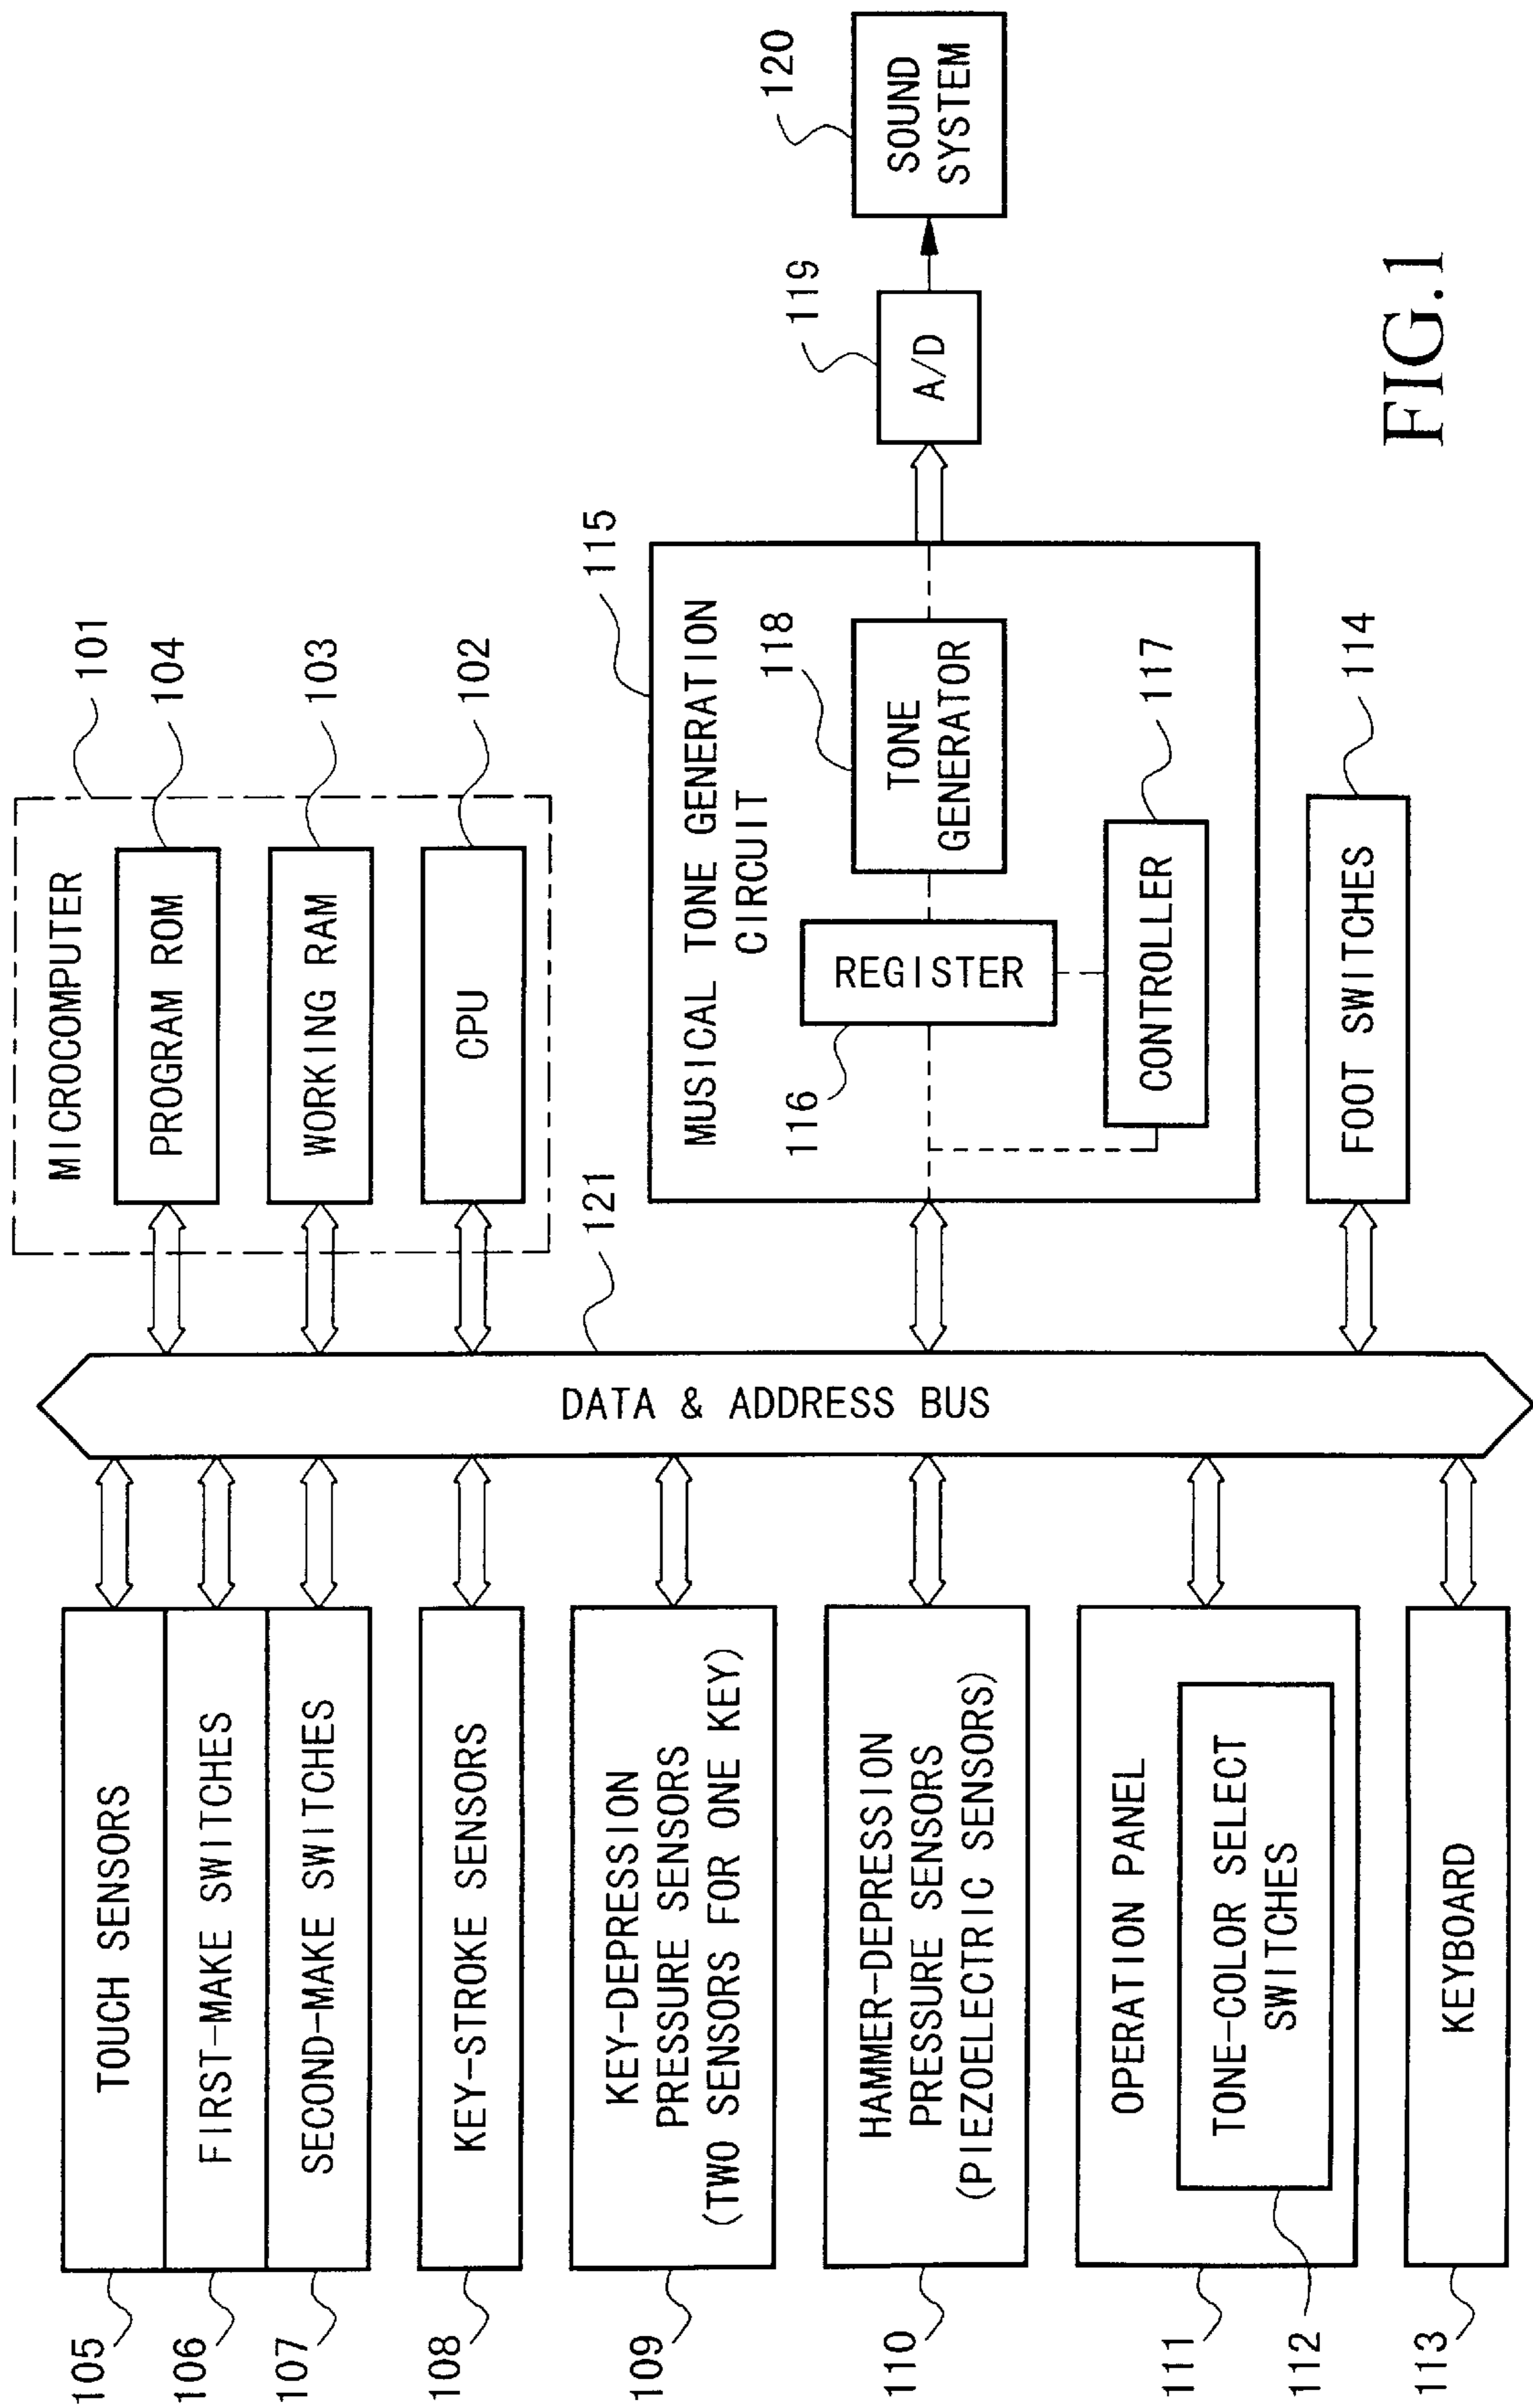 105
TOUCH SENSORS
106
FIRST-MAKE SWITCHES
107
SECOND-MAKE SWITCHES
108
KEY-STROKE SENSORS
109
KEY-DEPRESSION
PRESSURE SENSORS
(TWO SENSORS FOR ONE KEY)
110
HAMMER-DEPRESSION
PRESSURE SENSORS
(PIEZOELECTRIC SENSORS)
111
OPERATION PANEL
112
TONE-COLOR SELECT
SWITCHES
113
KEYBOARD
DATA & ADDRESS BUS
121
MICROCOMPUTER
101
PROGRAM ROM
104
WORKING RAM
103
CPU
102
115
MUSICAL TONE GENERATION
CIRCUIT
116
REGISTER
118
TONE
GENERATOR
117
CONTROLLER
114
FOOT SWITCHES
119
A/D
120
SOUND
SYSTEM
FIG.1